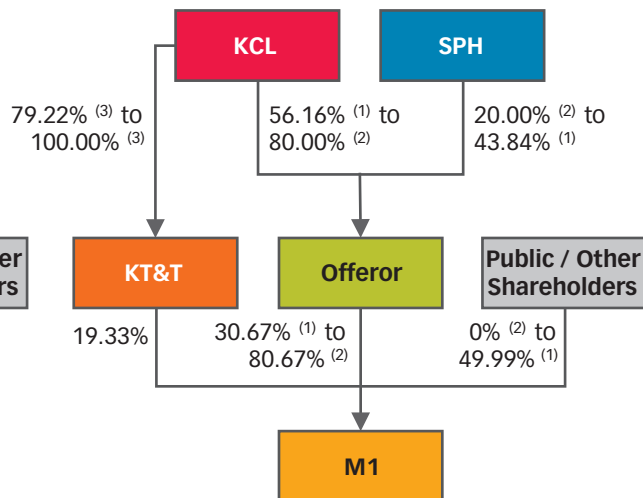 KCL
SPH
79.22% (3) to
100.00% (3)
56.16% (1) to
80.00% (2)
20.00% (2) to
43.84% (1)
KT&T
Offeror
Public / Other
Shareholders
19.33%
30.67% (1) to
80.67% (2)
0% (2) to
49.99% (1)
M1